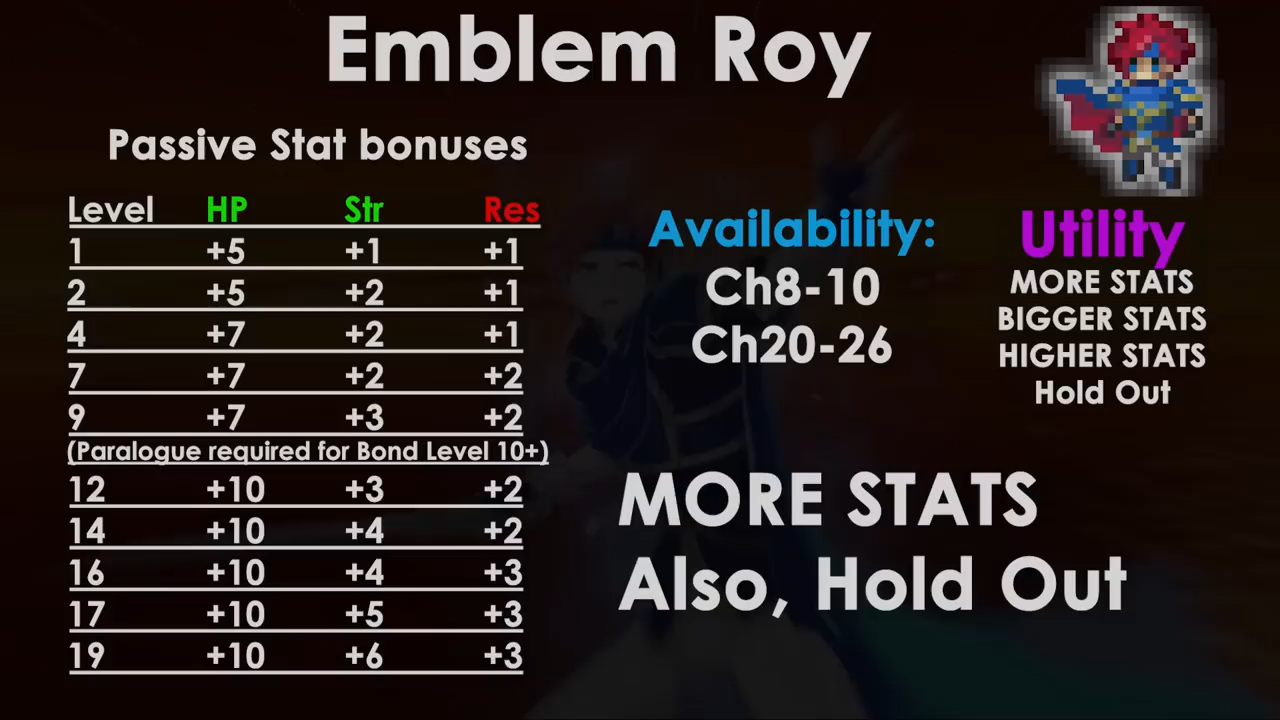 Emblem Roy
Passive Stat bonuses
Level HP Str Res
1 +5 +1 +1
2 +5 +2 +1
4 +7 +2 +1
7 +7 +2 +2
9 +7 +3 +2
(Paralogue required for Bond Level 10+)
12 +10 +3 +2
14 +10 +4 +2
16 +10 +4 +3
17 +10 +5 +3
19 +10 +6 +3
Availability:
Ch8-10
Ch20-26
Utility
MORE STATS
BIGGER STATS
HIGHER STATS
Hold Out
MORE STATS
Also, Hold Out